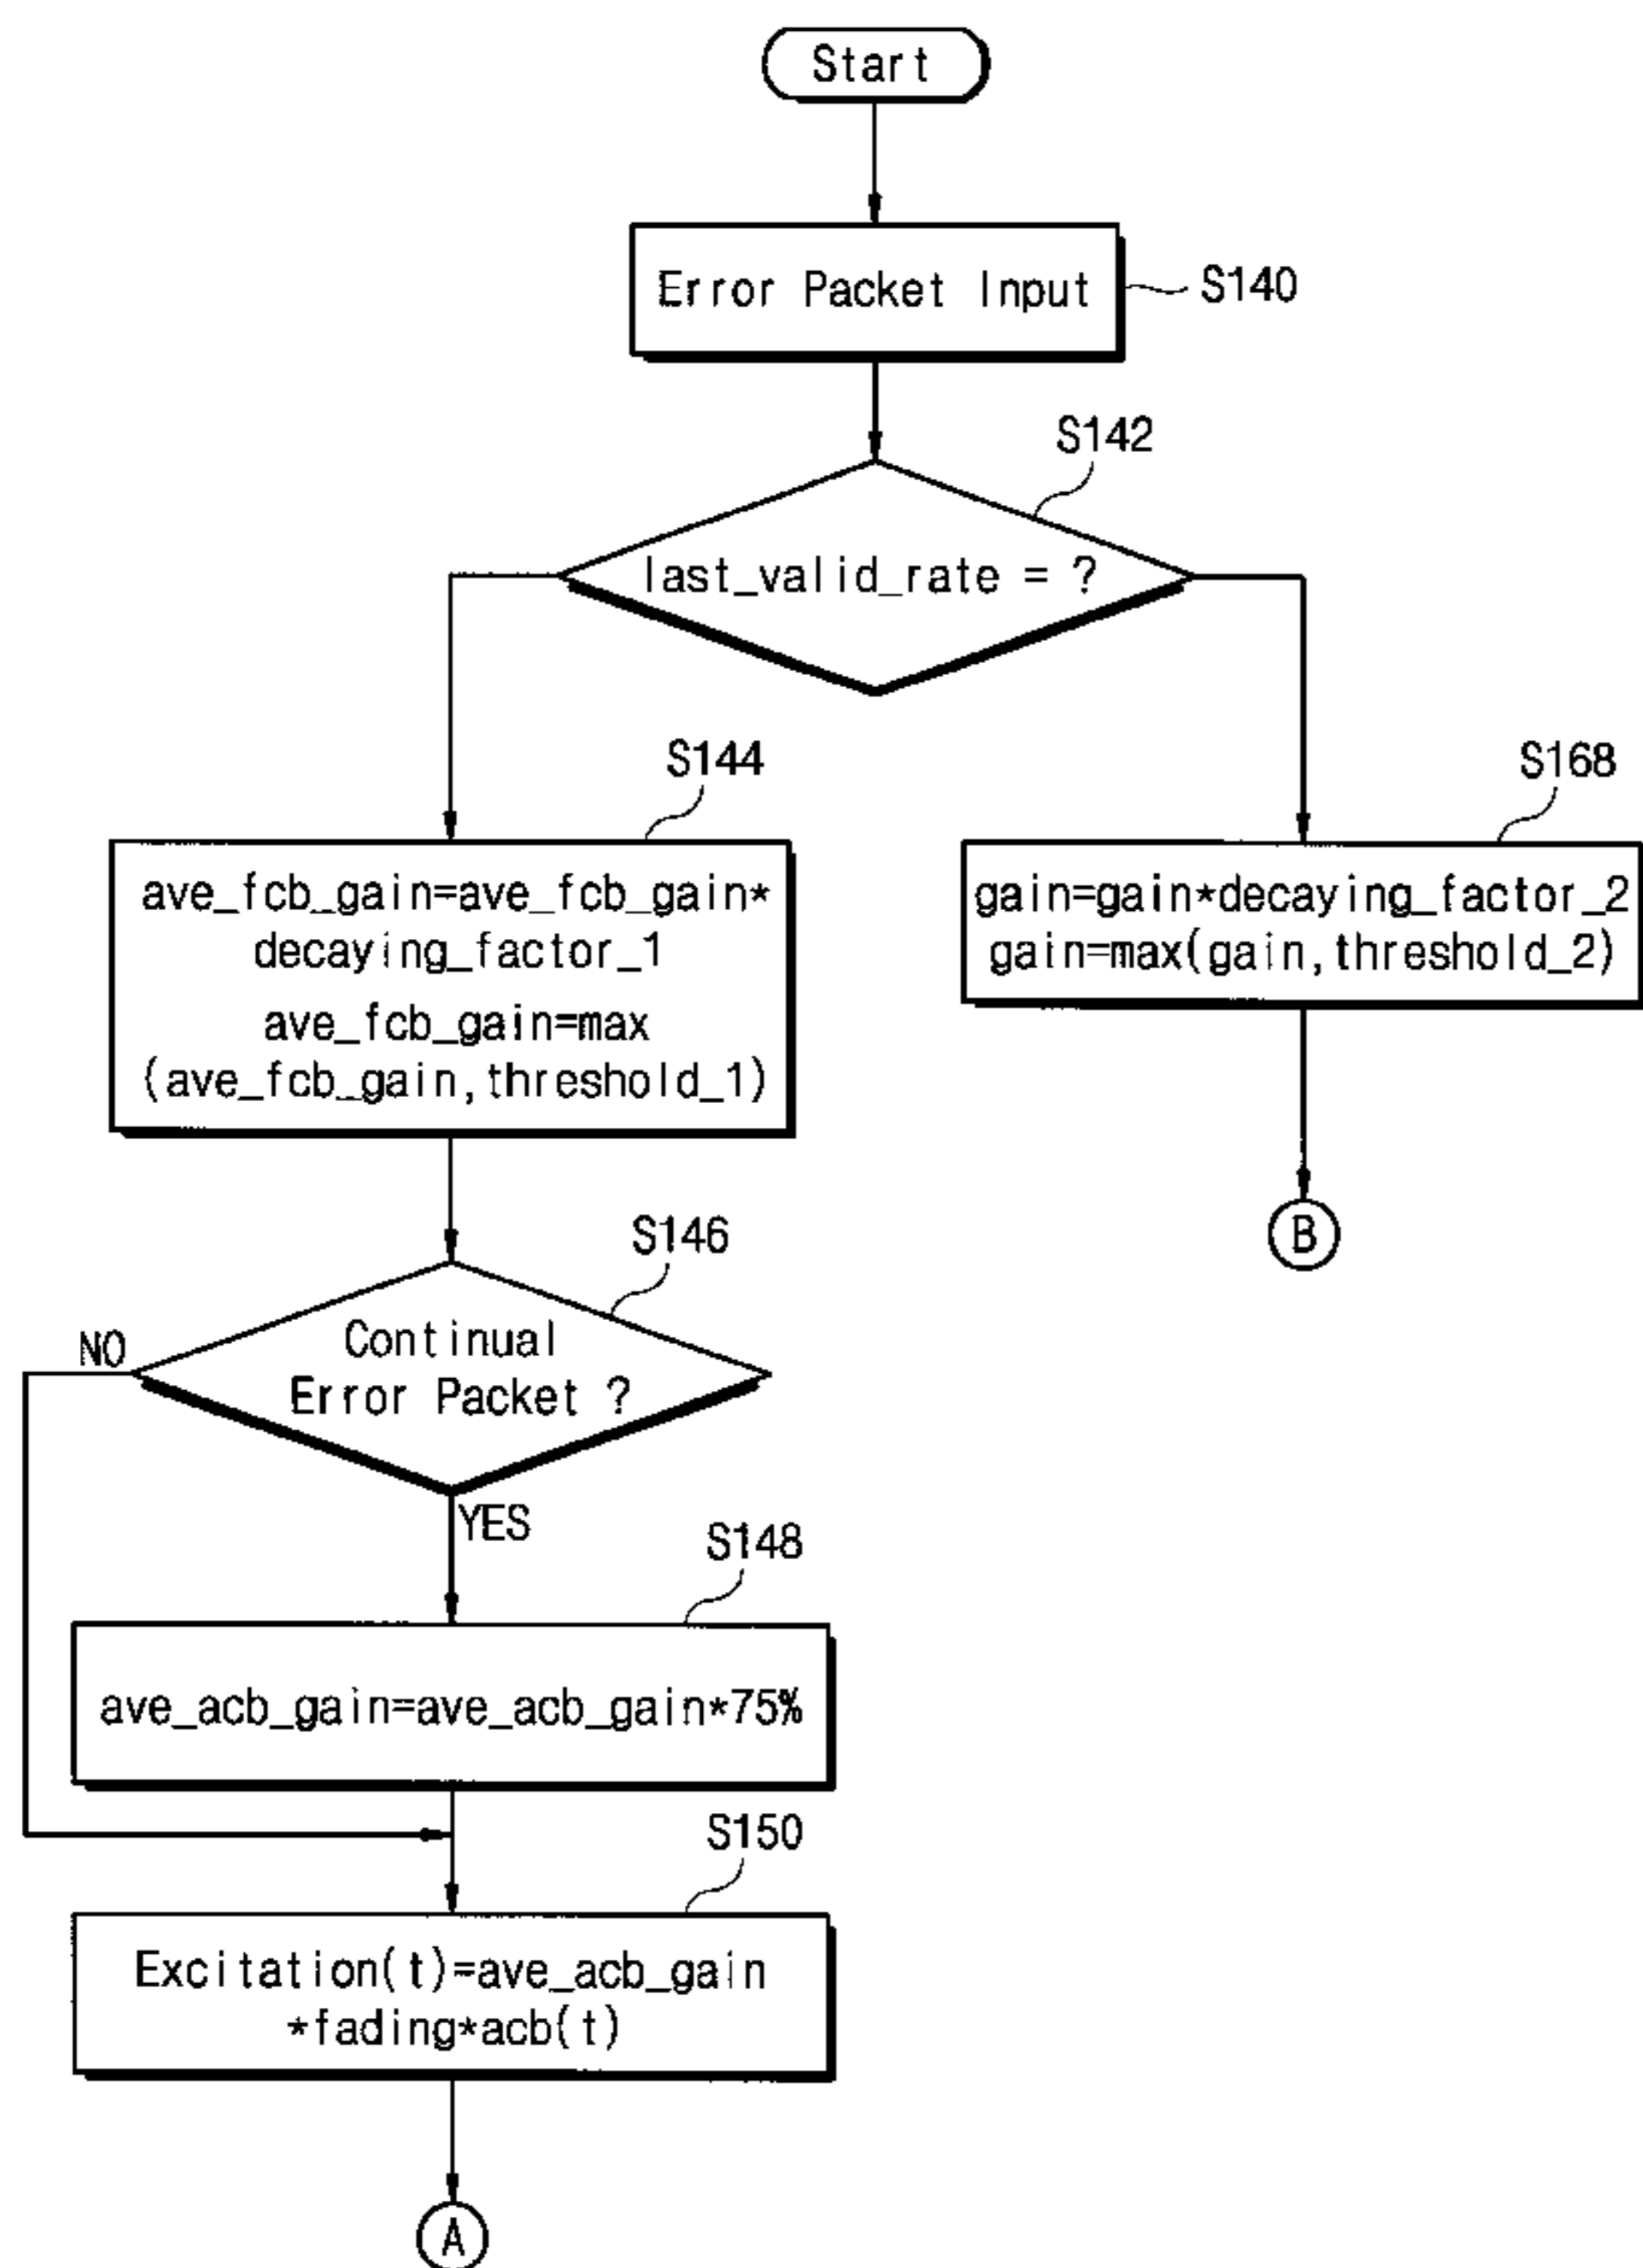 Start
Error Packet Input
S140
S142
last_valid_rate = ?
S144
ave_fcb_gain=ave_fcb_gain*
decaying_factor_1
ave_fcb_gain=max
(ave_fcb_gain,threshold_1)
S168
gain=gain*decaying_factor_2
gain=max(gain,threshold_2)
B
S146
Continual
Error Packet ?
NO
YES
S148
ave_acb_gain=ave_acb_gain*75%
S150
Excitation(t)=ave_acb_gain
*fading*acb(t)
A